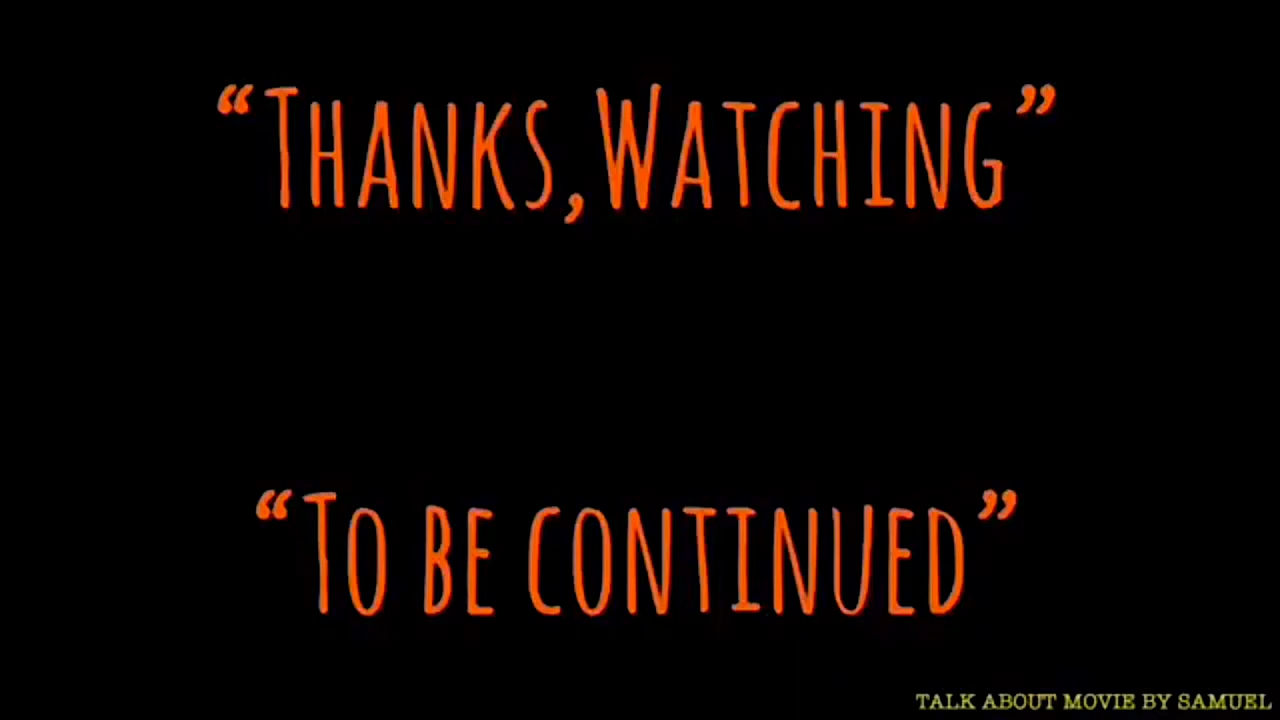 “THANKS,WATCHING”
“TO BE CONTINUED”
TALK ABOUT MOVIE BY SAMUEL